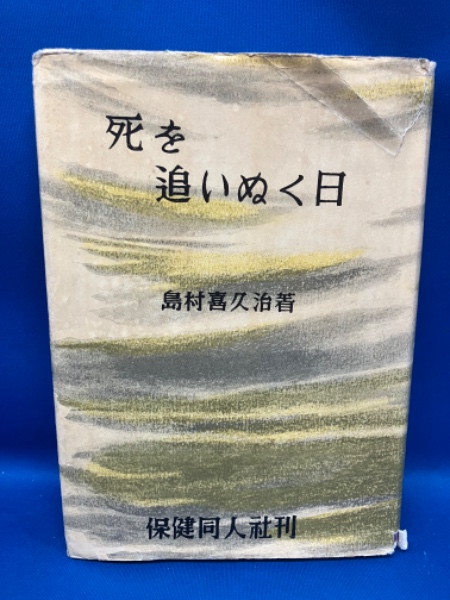 死を
追いぬく日
島村喜久治著
保健同人社刊